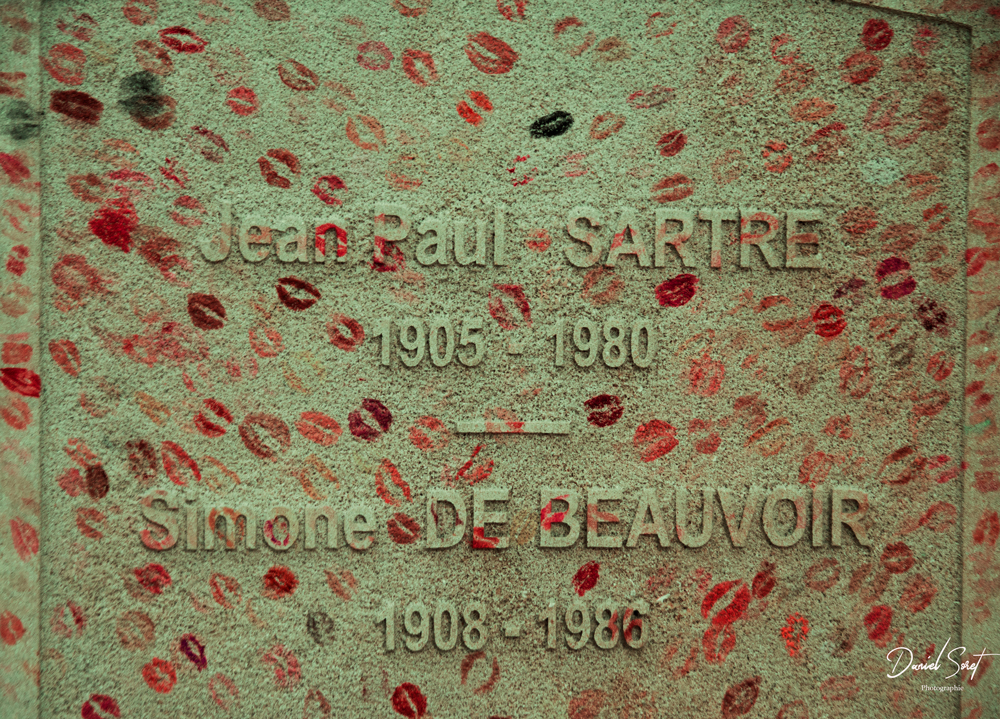 Jean Paul SARTRE
1905 - 1980
Simone DE BEAUVOIR
1908 - 1986
Daniel Soret
Photographie